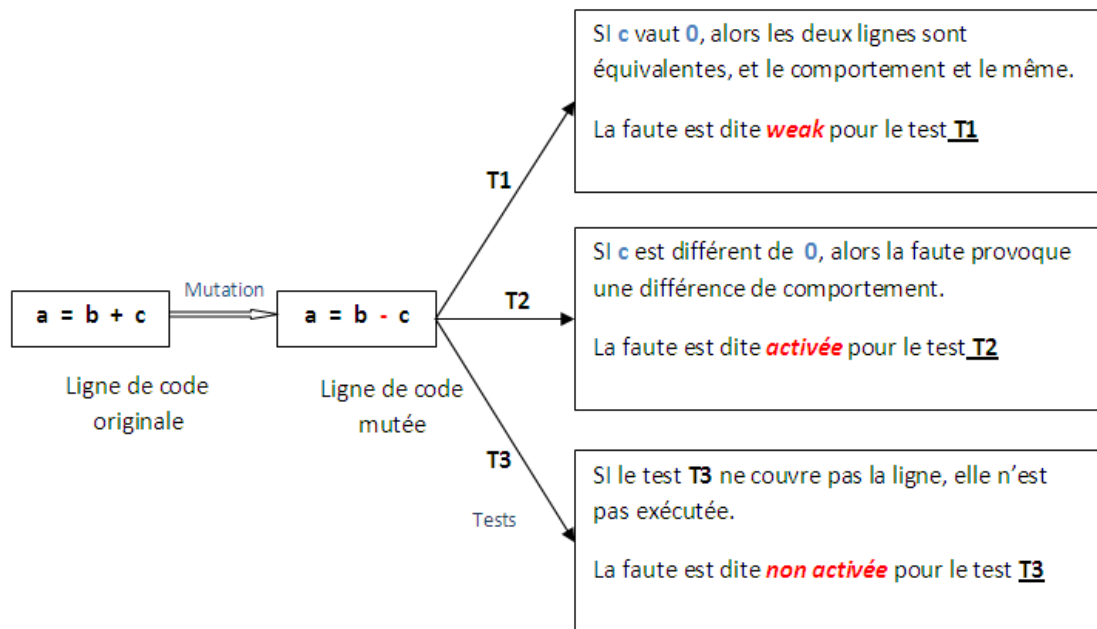 SI c vaut 0, alors les deux lignes sont
équivalentes, et le comportement et le même.
La faute est dite weak pour le test T1
T1
SI c est différent de 0, alors la faute provoque
une différence de comportement.
La faute est dite activée pour le test T2
Mutation
T2
a = b + c
a = b - c
Ligne de code
originale
Ligne de code
mutée
T3
Tests
SI le test T3 ne couvre pas la ligne, elle n’est
pas exécutée.
La faute est dite non activée pour le test T3